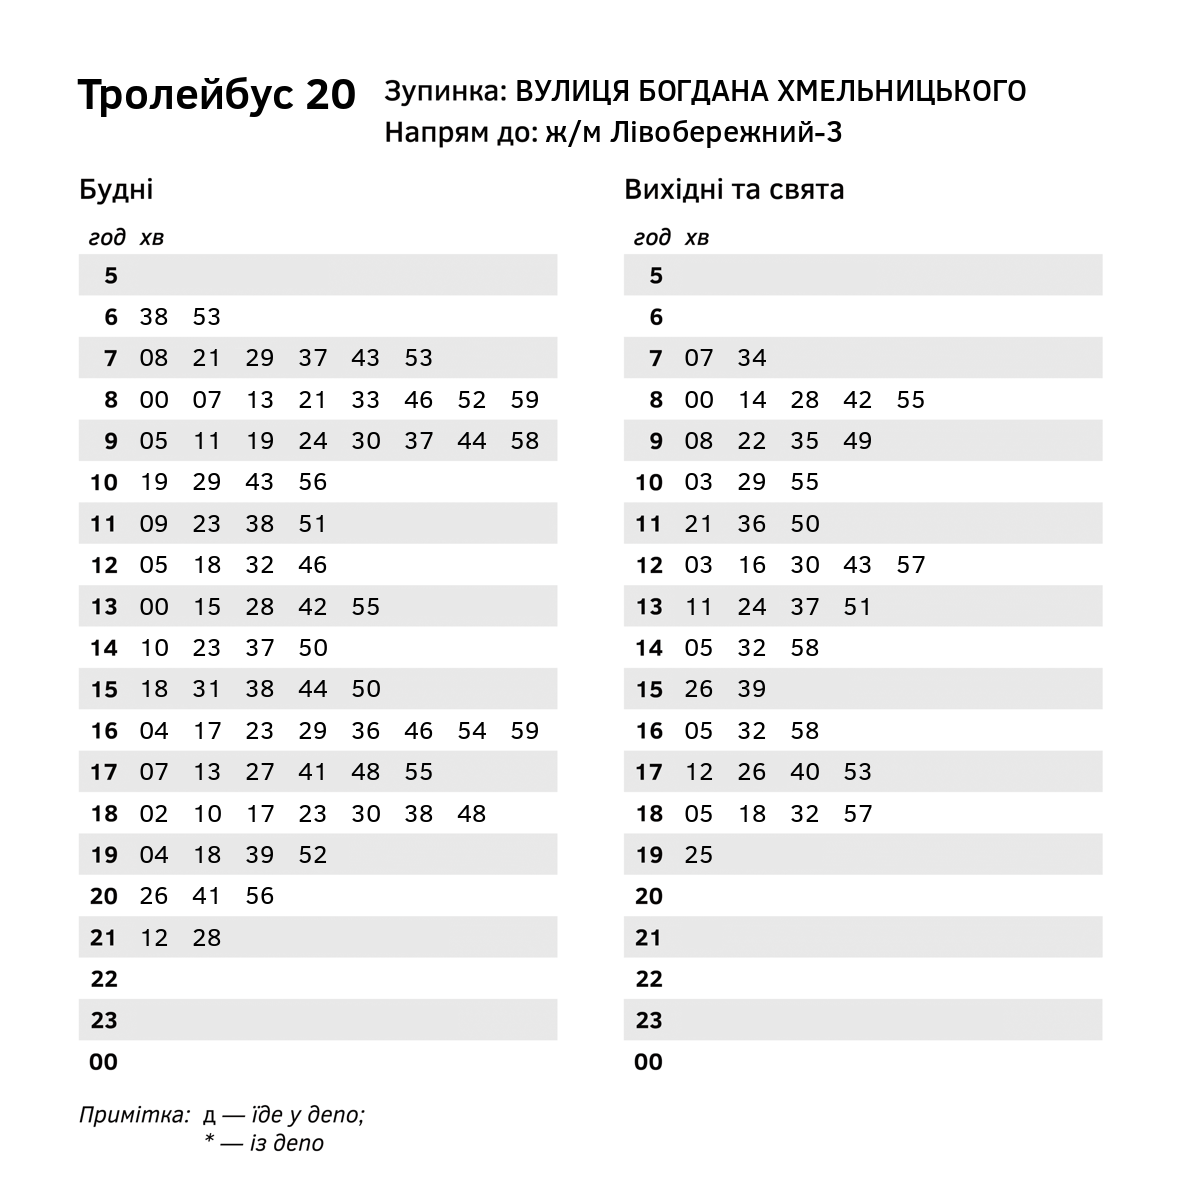 Тролейбус 20
Зупинка: ВУЛИЦЯ БОГДАНА ХМЕЛЬНИЦЬКОГО
Напрям до: ж/м Лівобережний-3
Будні
год хв
5
6 38 53
7 08 21 29 37 43 53
8 00 07 13 21 33 46 52 59
9 05 11 19 24 30 37 44 58
10 19 29 43 56
11 09 23 38 51
12 05 18 32 46
13 00 15 28 42 55
14 10 23 37 50
15 18 31 38 44 50
16 04 17 23 29 36 46 54 59
17 07 13 27 41 48 55
18 02 10 17 23 30 38 48
19 04 18 39 52
20 26 41 56
21 12 28
22
23
00
Вихідні та свята
год хв
5
6
7 07 34
8 00 14 28 42 55
9 08 22 35 49
10 03 29 55
11 21 36 50
12 03 16 30 43 57
13 11 24 37 51
14 05 32 58
15 26 39
16 05 32 58
17 12 26 40 53
18 05 18 32 57
19 25
20
21
22
23
00
Примітка: д — їде у депо;
* — із депо